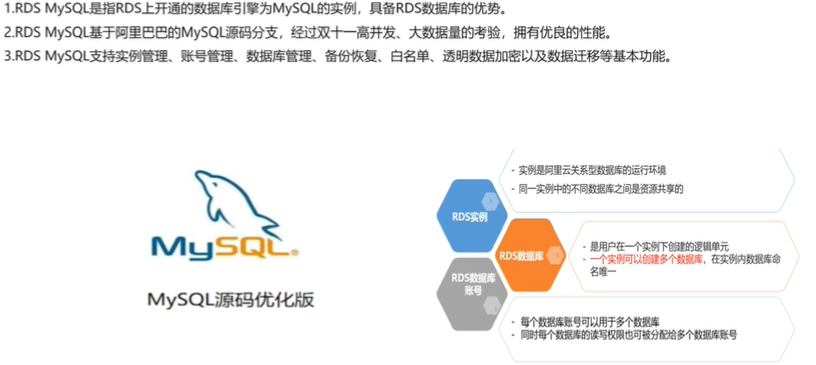 1.RDS MySQL是指RDS上开通的数据库引擎为MySQL的实例，具备RDS数据库的优势。
2.RDS MySQL基于阿里巴巴的MySQL源码分支，经过双十一高并发、大数据量的考验，拥有优良的性能。
3.RDS MySQL支持实例管理、账号管理、数据库管理、备份恢复、白名单、透明数据加密以及数据迁移等基本功能。
MySQL®
MySQL源码优化版
RDS实例
- 实例是阿里云关系型数据库的运行环境
- 同一实例中的不同数据库之间是资源共享的
RDS数据库
- 是用户在一个实例下创建的逻辑单元
- 一个实例可以创建多个数据库，在实例内数据库命
名唯一
RDS数据库
账号
- 每个数据库账号可以用于多个数据库
- 同时每个数据库的读写权限也可被分配给多个数据库账号